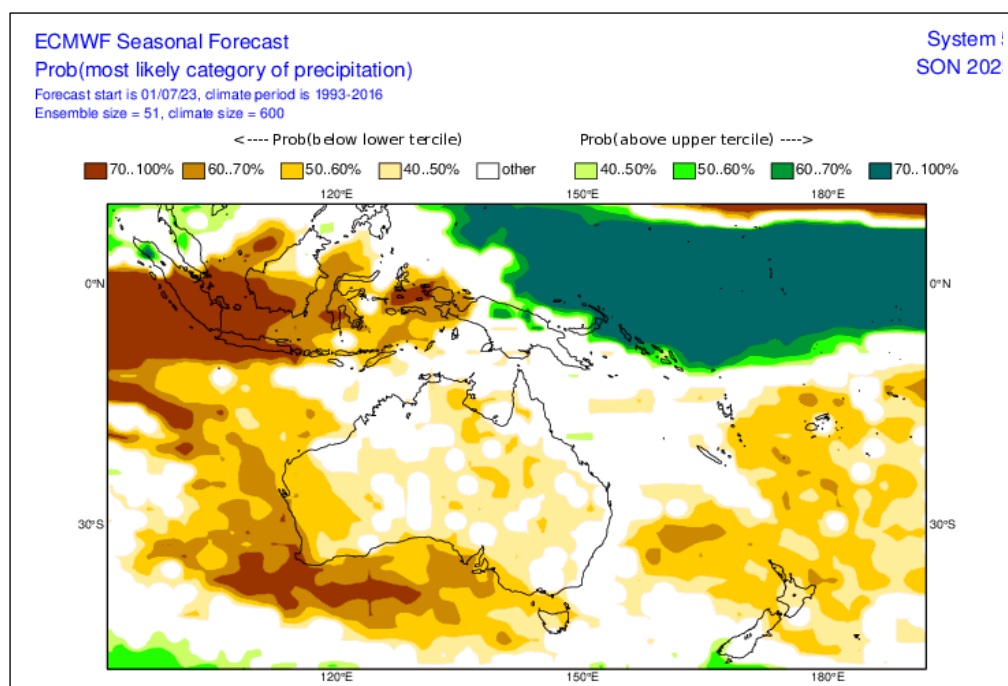 ECMWF Seasonal Forecast
System
Prob(most likely category of precipitation)
SON 202
Forecast start is 01/07/23, climate period is 1993-2016
Ensemble size = 51, climate size = 600
<---- Prob(below lower tercile)
Prob(above upper tercile) ---->
70..100% 60..70% 50..60% 40..50% other 40..50% 50..60% 60..70% 70..100%
120°E 150°E 180°E
0°N 0°N
30°S 30°S
120°E 150°E 180°E